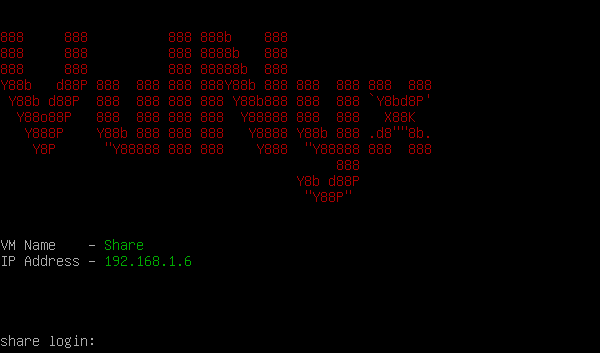 888     888          888 888b    888
888     888          888 8888b   888
888     888          888 88888b  888
Y88b   d88P 888  888 888 888Y88b 888 888  888 888  888
 Y88b d88P  888  888 888 888 Y88b888 888  888 `Y8bd8P'
  Y88o88P   888  888 888 888  Y88888 888  888   X88K
   Y888P    Y88b 888 888 888   Y8888 Y88b 888 .d8""8b.
    Y8P      "Y88888 888 888    Y888  "Y88888 888  888
                                          888
                                     Y8b d88P
                                      "Y88P"
VM Name    - Share
IP Address - 192.168.1.6
share login: